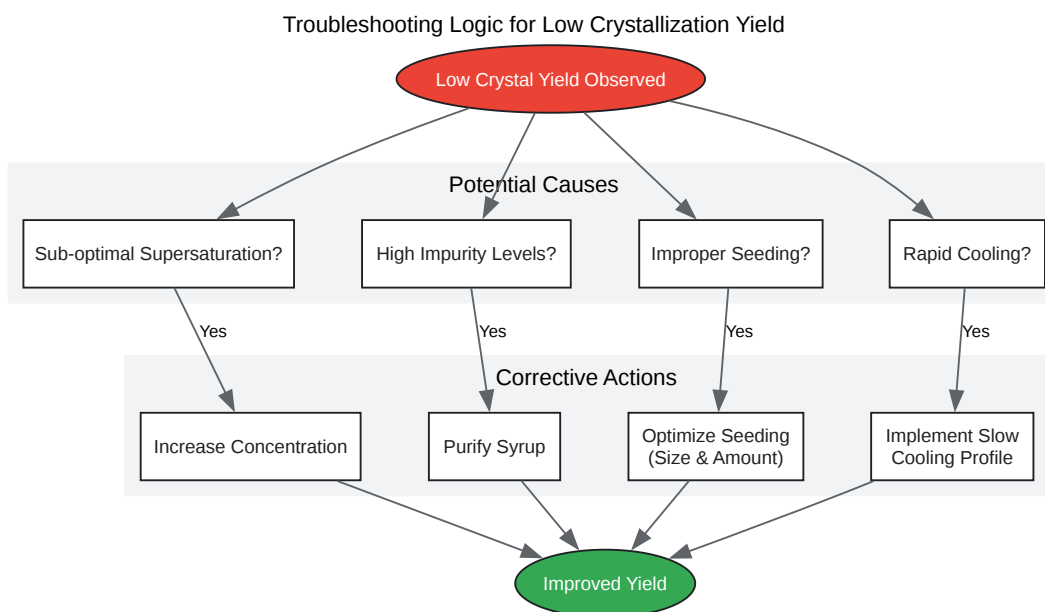 Troubleshooting Logic for Low Crystallization Yield
Low Crystal Yield Observed
Potential Causes
Sub-optimal Supersaturation?
High Impurity Levels?
Improper Seeding?
Rapid Cooling?
Yes
Yes
Yes
Yes
Corrective Actions
Increase Concentration
Purify Syrup
Optimize Seeding
(Size & Amount)
Implement Slow
Cooling Profile
Improved Yield